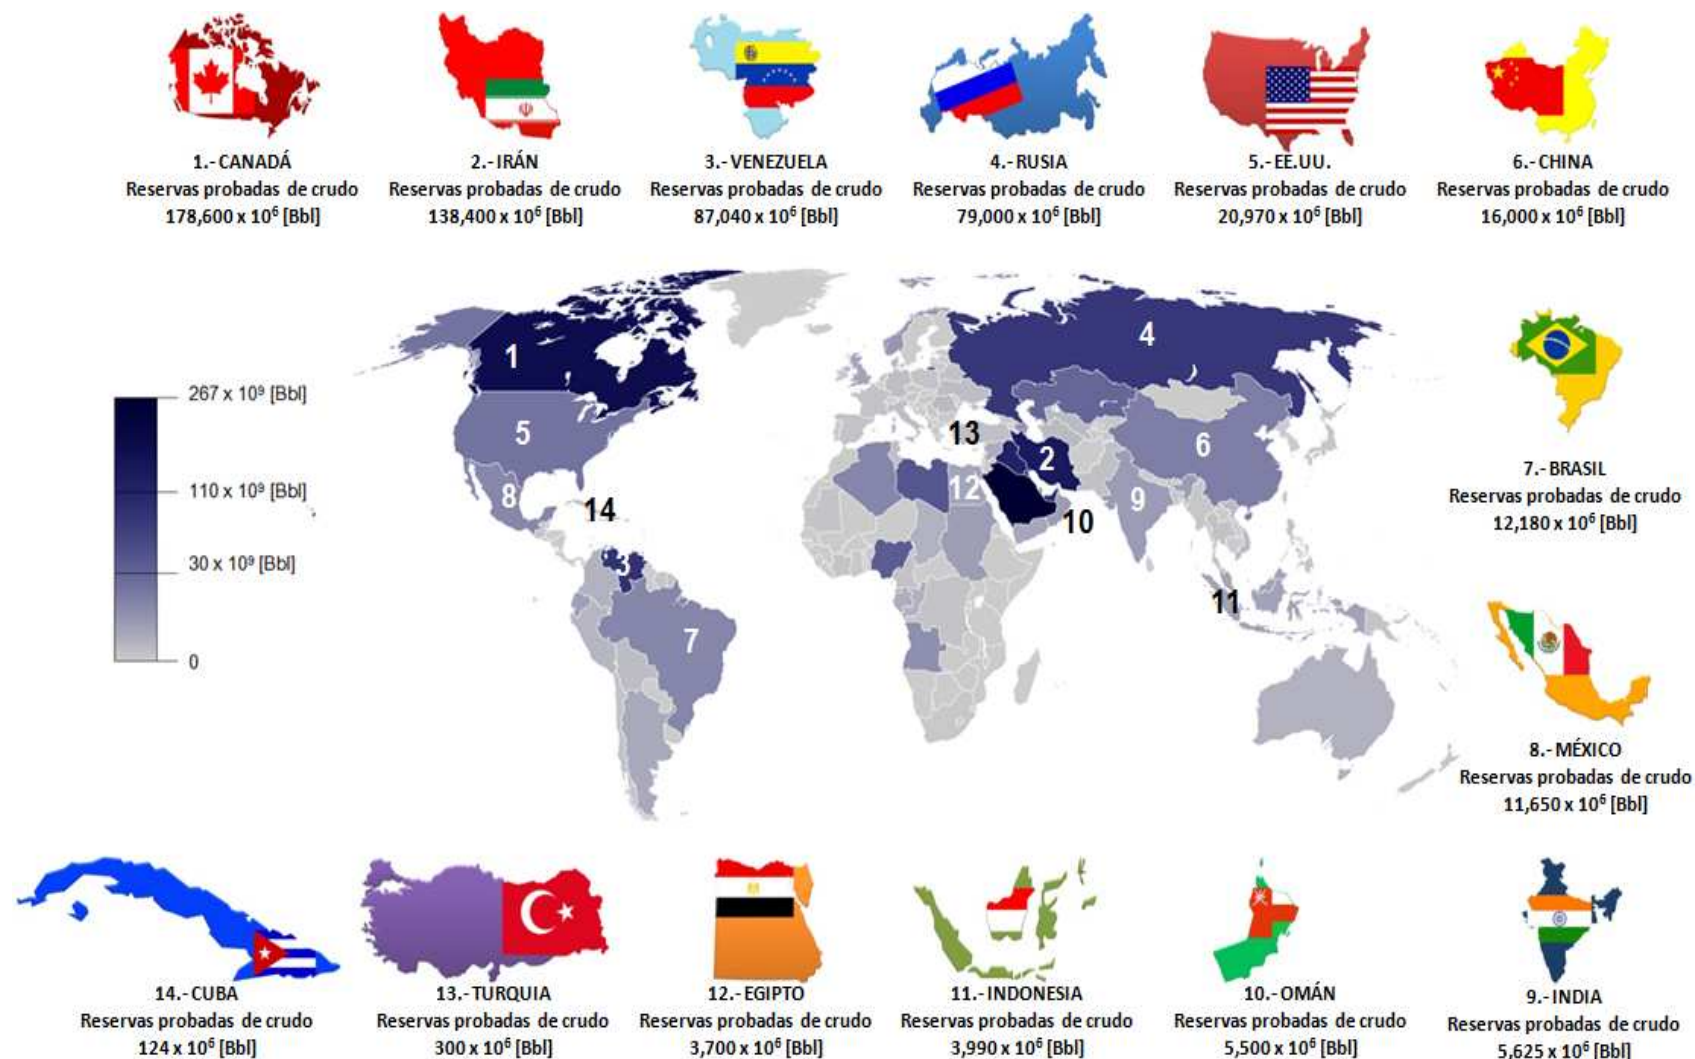 1.- CANADÁ
Reservas probadas de crudo
178,600 x 10⁶ [Bbl]
2.- IRÁN
Reservas probadas de crudo
138,400 x 10⁶ [Bbl]
3.- VENEZUELA
Reservas probadas de crudo
87,040 x 10⁶ [Bbl]
4.- RUSIA
Reservas probadas de crudo
79,000 x 10⁶ [Bbl]
5.- EE.UU.
Reservas probadas de crudo
20,970 x 10⁶ [Bbl]
6.- CHINA
Reservas probadas de crudo
16,000 x 10⁶ [Bbl]
267 x 10⁹ [Bbl]
110 x 10⁹ [Bbl]
30 x 10⁹ [Bbl]
0
1
4
5
13
2
6
8
14
12
9
10
3
11
7
7.- BRASIL
Reservas probadas de crudo
12,180 x 10⁶ [Bbl]
8.- MÉXICO
Reservas probadas de crudo
11,650 x 10⁶ [Bbl]
14.- CUBA
Reservas probadas de crudo
124 x 10⁶ [Bbl]
13.- TURQUIA
Reservas probadas de crudo
300 x 10⁶ [Bbl]
12.- EGIPTO
Reservas probadas de crudo
3,700 x 10⁶ [Bbl]
11.- INDONESIA
Reservas probadas de crudo
3,990 x 10⁶ [Bbl]
10.- OMÁN
Reservas probadas de crudo
5,500 x 10⁶ [Bbl]
9.- INDIA
Reservas probadas de crudo
5,625 x 10⁶ [Bbl]